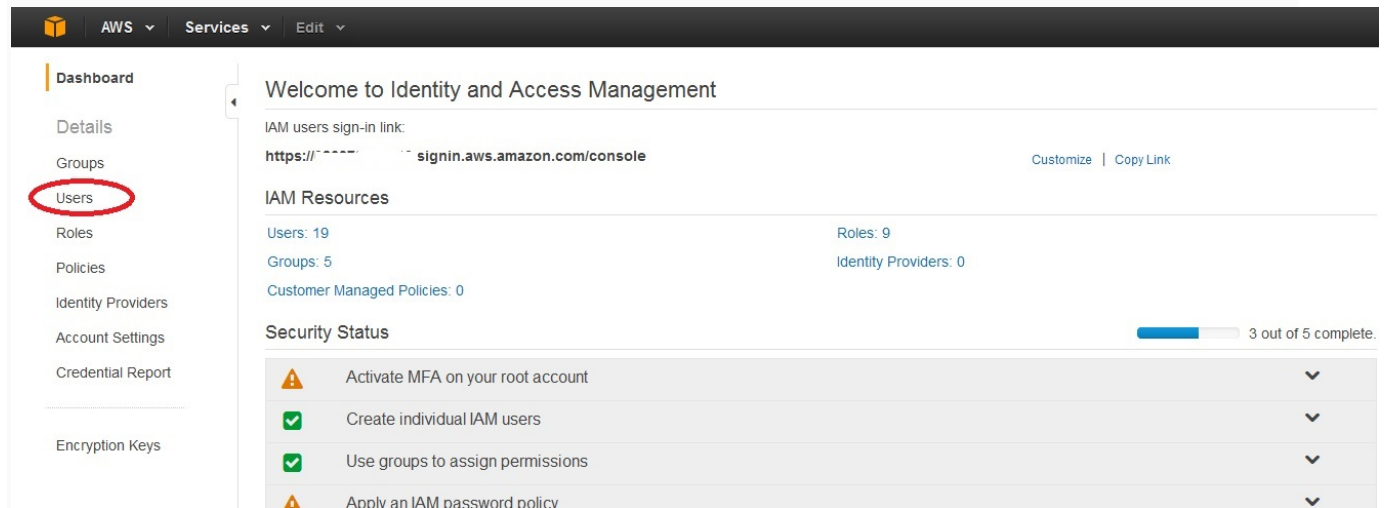 AWS Services Edit
Dashboard
Details
Groups
Users
Roles
Policies
Identity Providers
Account Settings
Credential Report
Encryption Keys
Welcome to Identity and Access Management
IAM users sign-in link:
https:// signin.aws.amazon.com/console
Customize | Copy Link
IAM Resources
Users: 19
Roles: 9
Groups: 5
Identity Providers: 0
Customer Managed Policies: 0
Security Status
3 out of 5 complete.
Activate MFA on your root account
Create individual IAM users
Use groups to assign permissions
Apply an IAM password policy